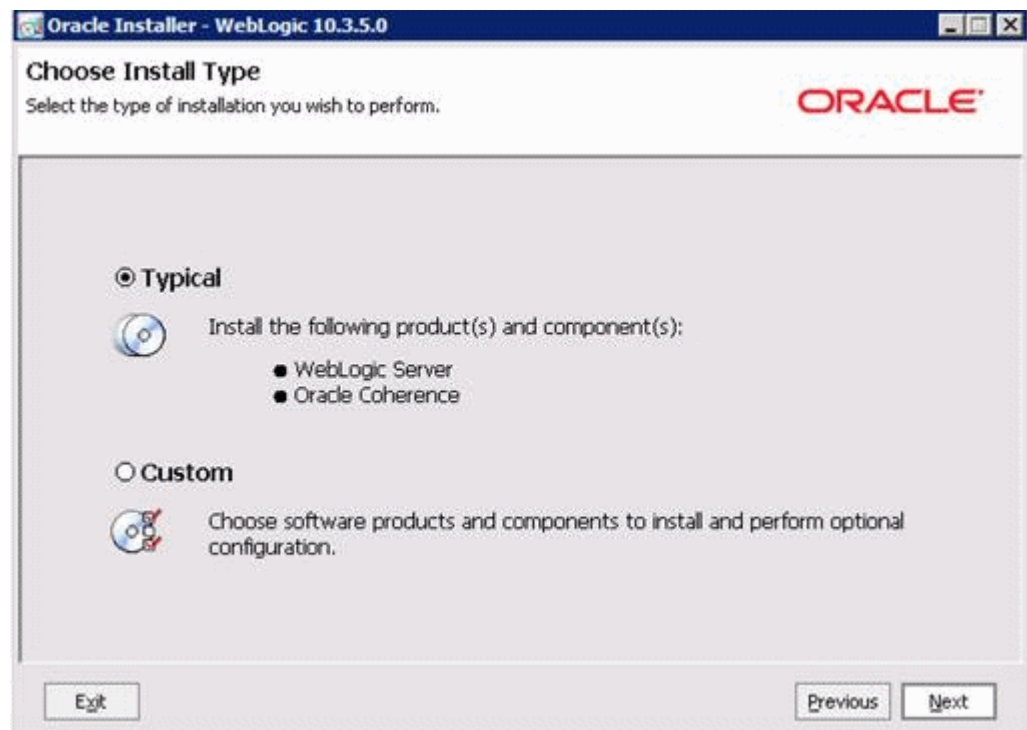 Oracle Installer - WebLogic 10.3.5.0
Choose Install Type
Select the type of installation you wish to perform.
ORACLE
Typical
Install the following product(s) and component(s):
WebLogic Server
Oracle Coherence
Custom
Choose software products and components to install and perform optional
configuration.
Exit
Previous
Next